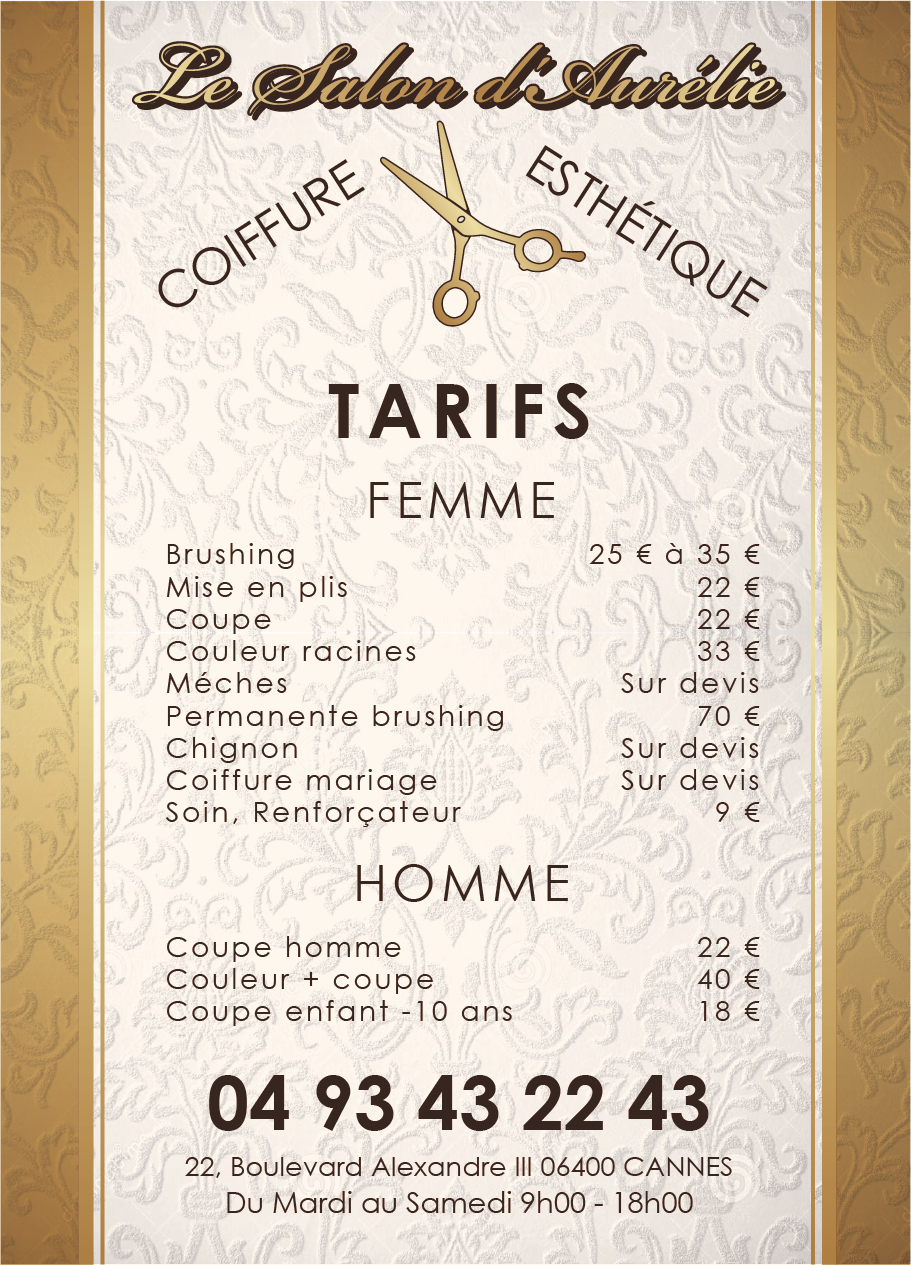 Le Salon d'Aurélie
COIFFURE
ESTHÉTIQUE
TARIFS
FEMME
Brushing 25 € à 35 €
Mise en plis 22 €
Coupe 22 €
Couleur racines 33 €
Méches Sur devis
Permanente brushing 70 €
Chignon Sur devis
Coiffure mariage Sur devis
Soin, Renforçateur 9 €
HOMME
Coupe homme 22 €
Couleur + coupe 40 €
Coupe enfant -10 ans 18 €
04 93 43 22 43
22, Boulevard Alexandre III 06400 CANNES
Du Mardi au Samedi 9h00 - 18h00